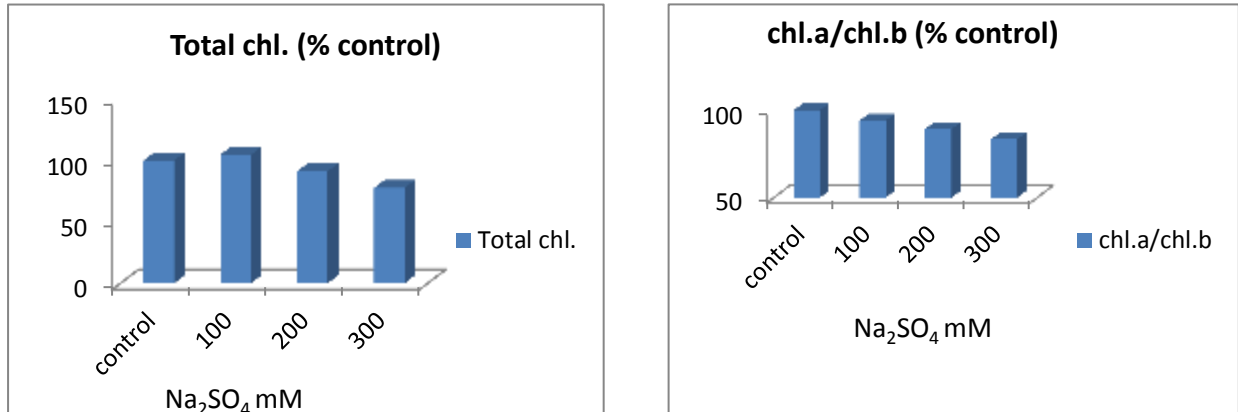 Total chl. (% control)
150
100
50
0
control
100
200
300
Total chl.
Na₂SO₄ mM
chl.a/chl.b (% control)
100
50
control
100
200
300
chl.a/chl.b
Na₂SO₄ mM